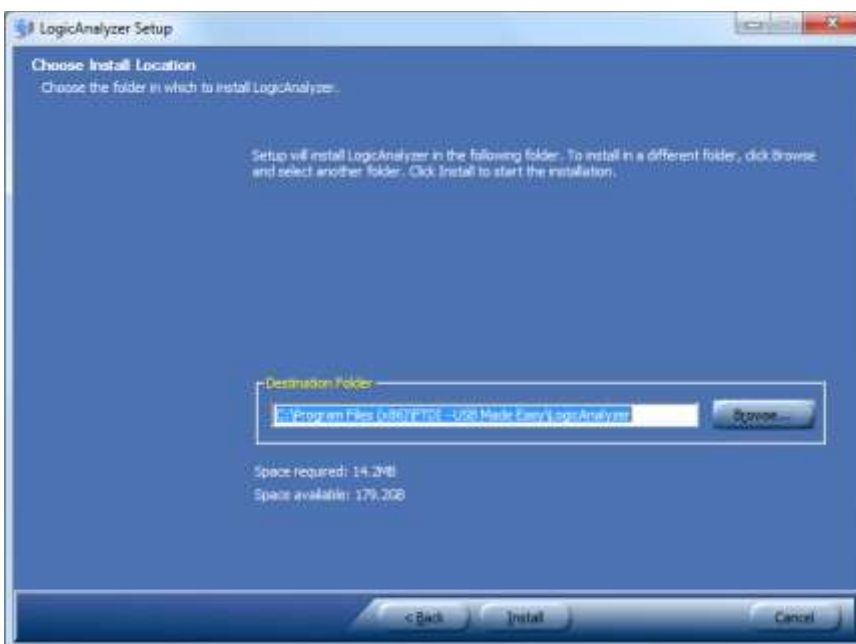 LogicAnalyzer Setup
Choose Install Location
Choose the folder in which to install LogicAnalyzer.
Setup will install LogicAnalyzer in the following folder. To install in a different folder, click Browse
and select another folder. Click Install to start the installation.
Destination Folder
C:\Program Files (x86)\FTDI --USB Made Easy\LogicAnalyzer
Browse...
Space required: 14.2MB
Space available: 179.2GB
< Back
Install
Cancel